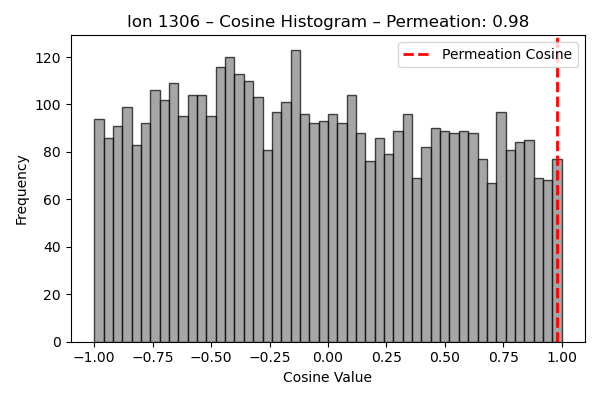 Ion 1306 – Cosine Histogram – Permeation: 0.98
Permeation Cosine
Frequency
120
100
80
60
40
20
0
−1.00 −0.75 −0.50 −0.25 0.00 0.25 0.50 0.75 1.00
Cosine Value